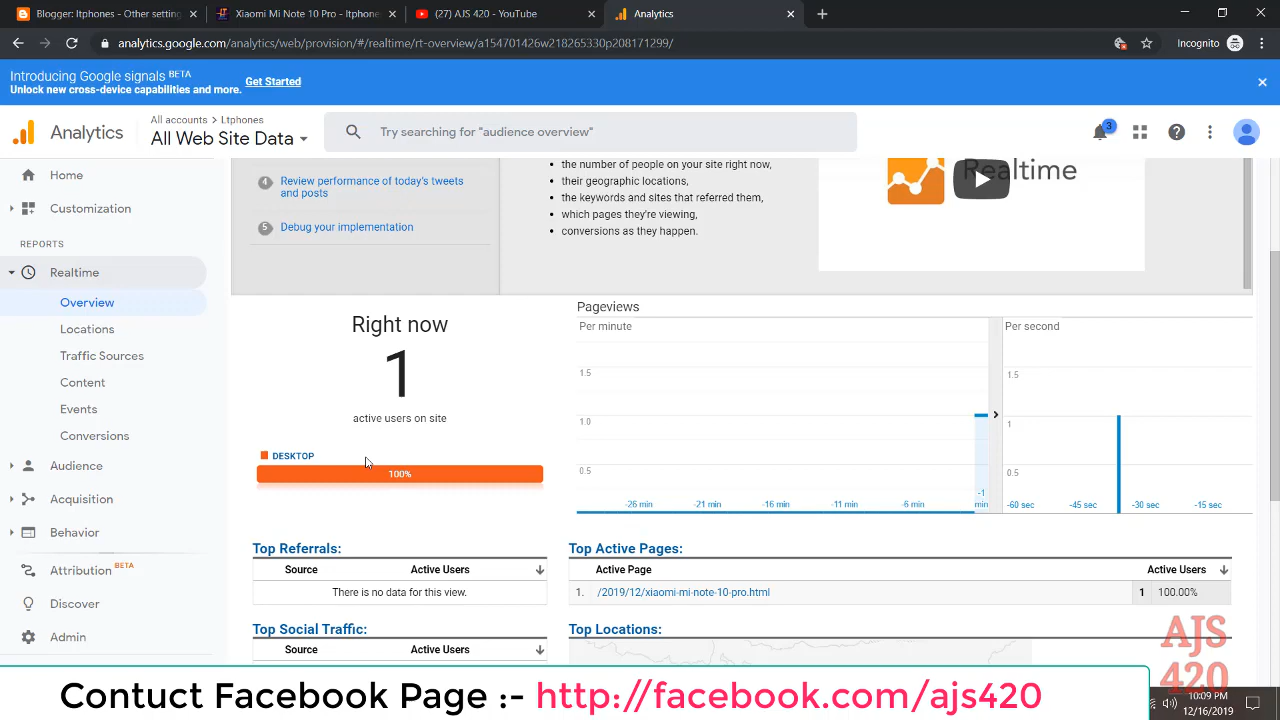 Blogger: ltphones - Other setting
Xiaomi Mi Note 10 Pro - ltphone
(27) AJS 420 - YouTube
Analytics
analytics.google.com/analytics/web/provision/#/realtime/rt-overview/a154701426w218265330p208171299/
Incognito
Introducing Google signals BETA
Unlock new cross-device capabilities and more. Get Started
Analytics
All accounts > Ltphones
All Web Site Data
Try searching for "audience overview"
3
Home
Customization
REPORTS
Realtime
Overview
Locations
Traffic Sources
Content
Events
Conversions
Audience
Acquisition
Behavior
Attribution BETA
Discover
Admin
4 Review performance of today's tweets
and posts
5 Debug your implementation
the number of people on your site right now,
their geographic locations,
the keywords and sites that referred them,
which pages they're viewing,
conversions as they happen.
Realtime
Right now
1
active users on site
DESKTOP
100%
Pageviews
Per minute
1.5
1.0
0.5
-26 min
-21 min
-16 min
-11 min
-6 min
-1
min
Per second
1.5
1
0.5
-60 sec
-45 sec
-30 sec
-15 sec
Top Referrals:
Source Active Users
There is no data for this view.
Top Active Pages:
Active Page Active Users
1. /2019/12/xiaomi-mi-note-10-pro.html 1 100.00%
Top Social Traffic:
Source Active Users
Top Locations:
AJS
420
Contuct Facebook Page :- http://facebook.com/ajs420
10:09 PM
12/16/2019